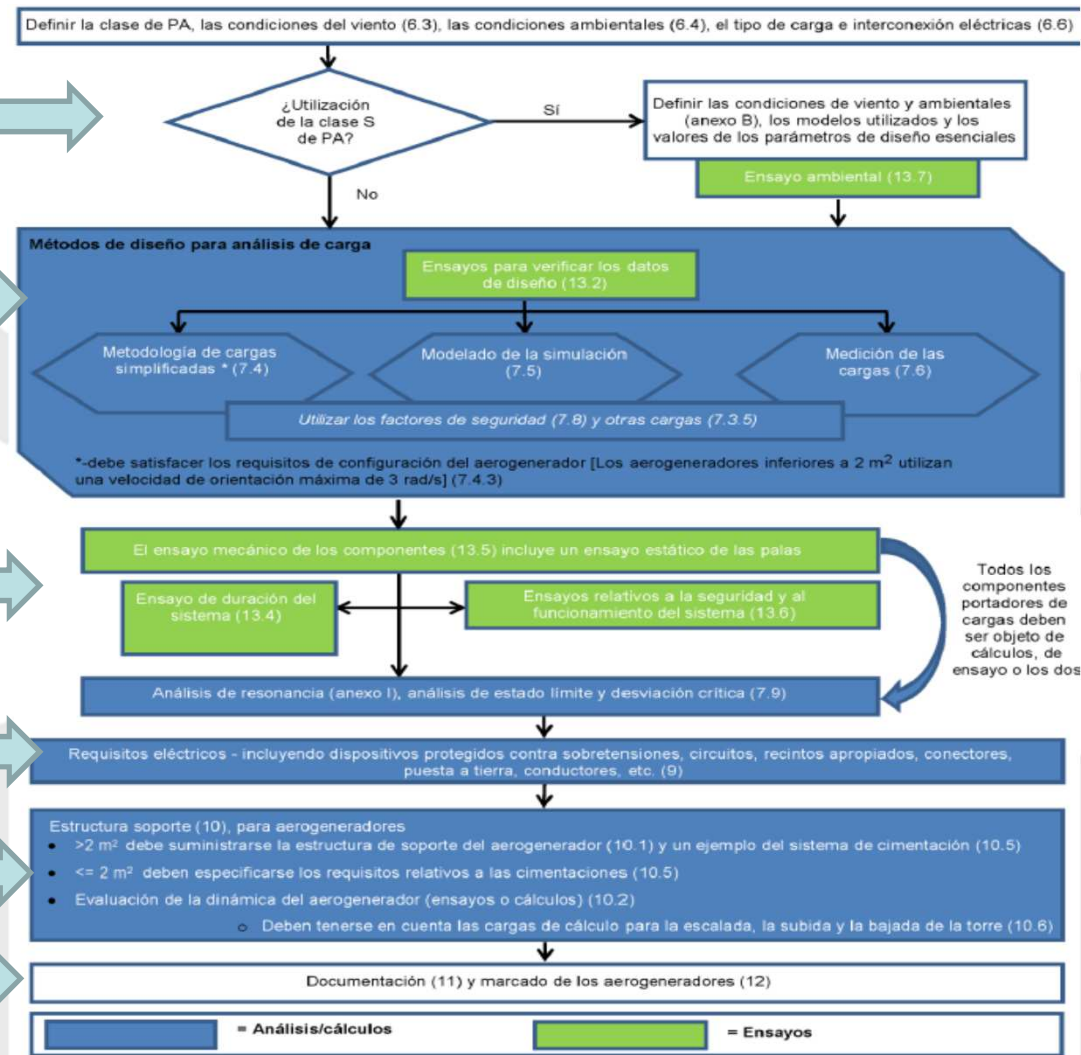 Definir la clase de PA, las condiciones del viento (6.3), las condiciones ambientales (6.4), el tipo de carga e interconexión eléctricas (6.6)
¿Utilización
de la clase S
de PA?
Sí
Definir las condiciones de viento y ambientales
(anexo B), los modelos utilizados y los
valores de los parámetros de diseño esenciales
Ensayo ambiental (13.7)
No
Métodos de diseño para análisis de carga
Ensayos para verificar los datos
de diseño (13.2)
Metodología de cargas
simplificadas * (7.4)
Modelado de la simulación
(7.5)
Medición de las
cargas (7.6)
Utilizar los factores de seguridad (7.8) y otras cargas (7.3.5)
*-debe satisfacer los requisitos de configuración del aerogenerador [Los aerogeneradores inferiores a 2 m² utilizan
una velocidad de orientación máxima de 3 rad/s] (7.4.3)
El ensayo mecánico de los componentes (13.5) incluye un ensayo estático de las palas
Ensayo de duración del
sistema (13.4)
Ensayos relativos a la seguridad y al
funcionamiento del sistema (13.6)
Todos los
componentes
portadores de
cargas deben
ser objeto de
cálculos, de
ensayo o los dos
Análisis de resonancia (anexo I), análisis de estado límite y desviación crítica (7.9)
Requisitos eléctricos - incluyendo dispositivos protegidos contra sobretensiones, circuitos, recintos apropiados, conectores,
puesta a tierra, conductores, etc. (9)
Estructura soporte (10), para aerogeneradores
• >2 m² debe suministrarse la estructura de soporte del aerogenerador (10.1) y un ejemplo del sistema de cimentación (10.5)
• <= 2 m² deben especificarse los requisitos relativos a las cimentaciones (10.5)
• Evaluación de la dinámica del aerogenerador (ensayos o cálculos) (10.2)
o Deben tenerse en cuenta las cargas de cálculo para la escalada, la subida y la bajada de la torre (10.6)
Documentación (11) y marcado de los aerogeneradores (12)
= Análisis/cálculos
= Ensayos